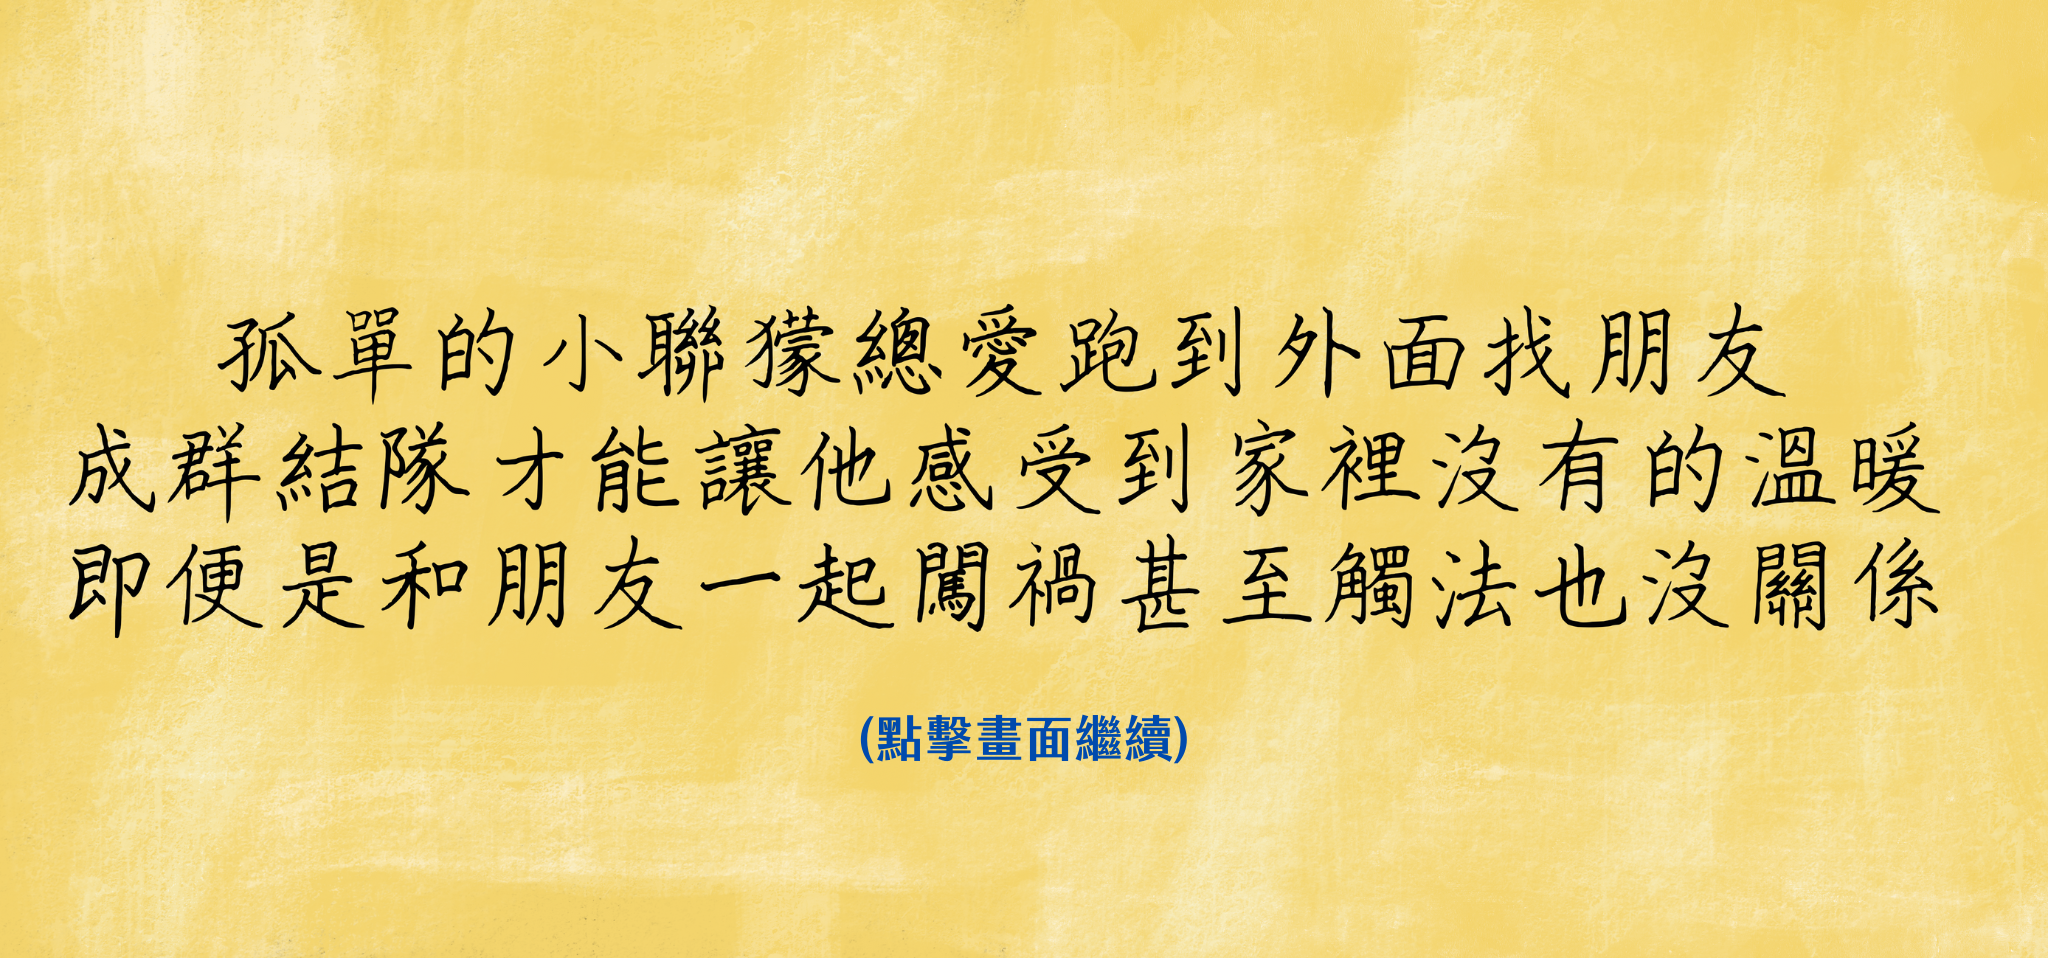 孤單的小聯獴總愛跑到外面找朋友
成群結隊才能讓他感受到家裡沒有的溫暖
即便是和朋友一起闖禍甚至觸法也沒關係
(點擊畫面繼續)